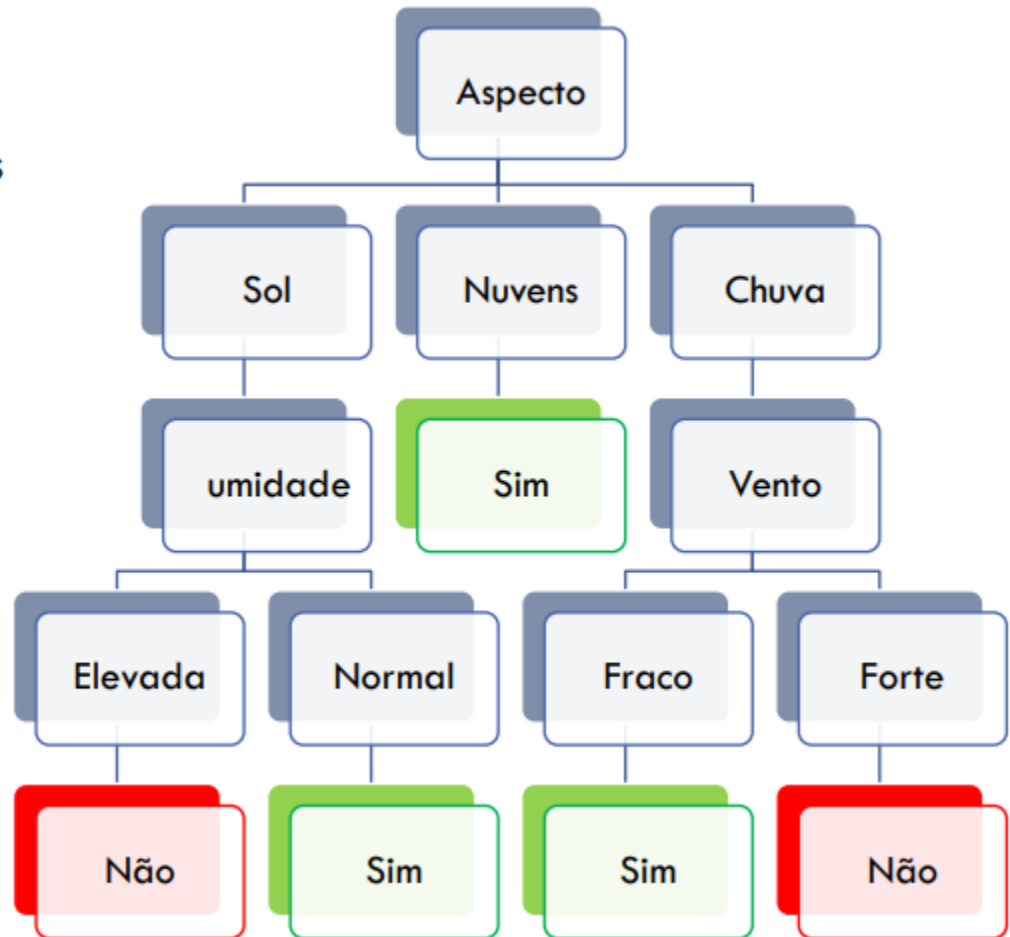 Aspecto
s
Sol
Nuvens
Chuva
umidade
Sim
Vento
Elevada
Normal
Fraco
Forte
Não
Sim
Sim
Não